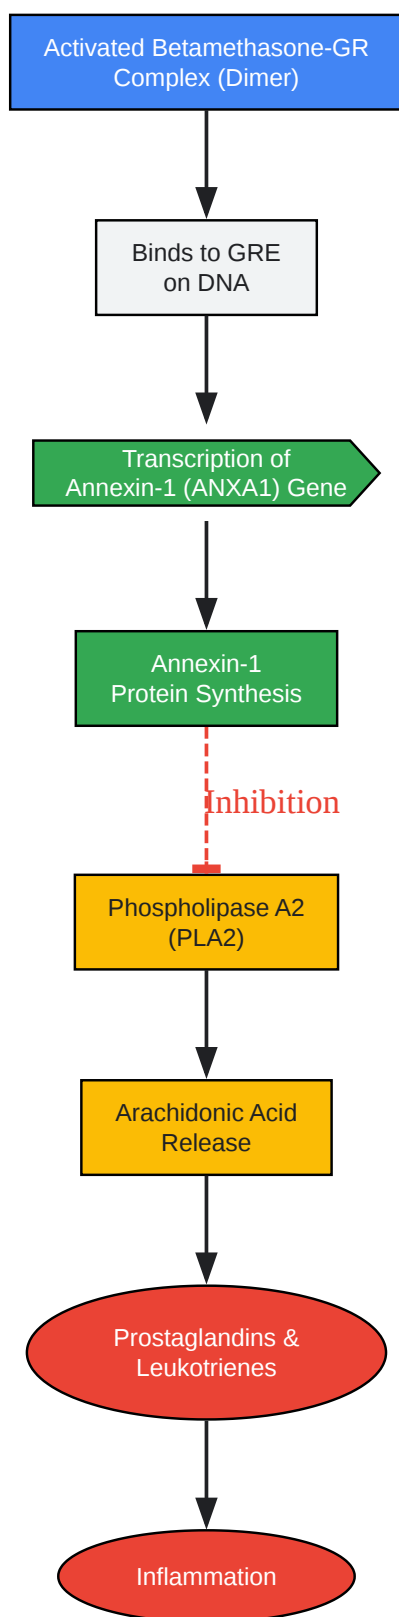 Activated Betamethasone-GR
Complex (Dimer)
Binds to GRE
on DNA
Transcription of
Annexin-1 (ANXA1) Gene
Annexin-1
Protein Synthesis
Inhibition
Phospholipase A2
(PLA2)
Arachidonic Acid
Release
Prostaglandins &
Leukotrienes
Inflammation